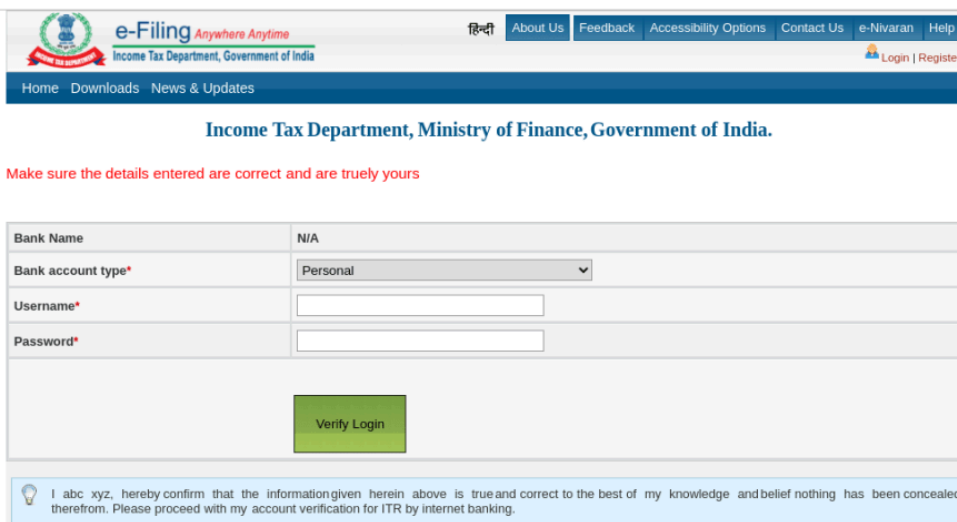 e-Filing Anywhere Anytime
Income Tax Department, Government of India
हिन्दी About Us Feedback Accessibility Options Contact Us e-Nivaran Help
Login | Registe
Home Downloads News & Updates
Income Tax Department, Ministry of Finance, Government of India.
Make sure the details entered are correct and are truely yours
Bank Name N/A
Bank account type* Personal
Username*
Password*
Verify Login
I abc xyz, hereby confirm that the information given herein above is true and correct to the best of my knowledge and belief nothing has been concealed
therefrom. Please proceed with my account verification for ITR by internet banking.